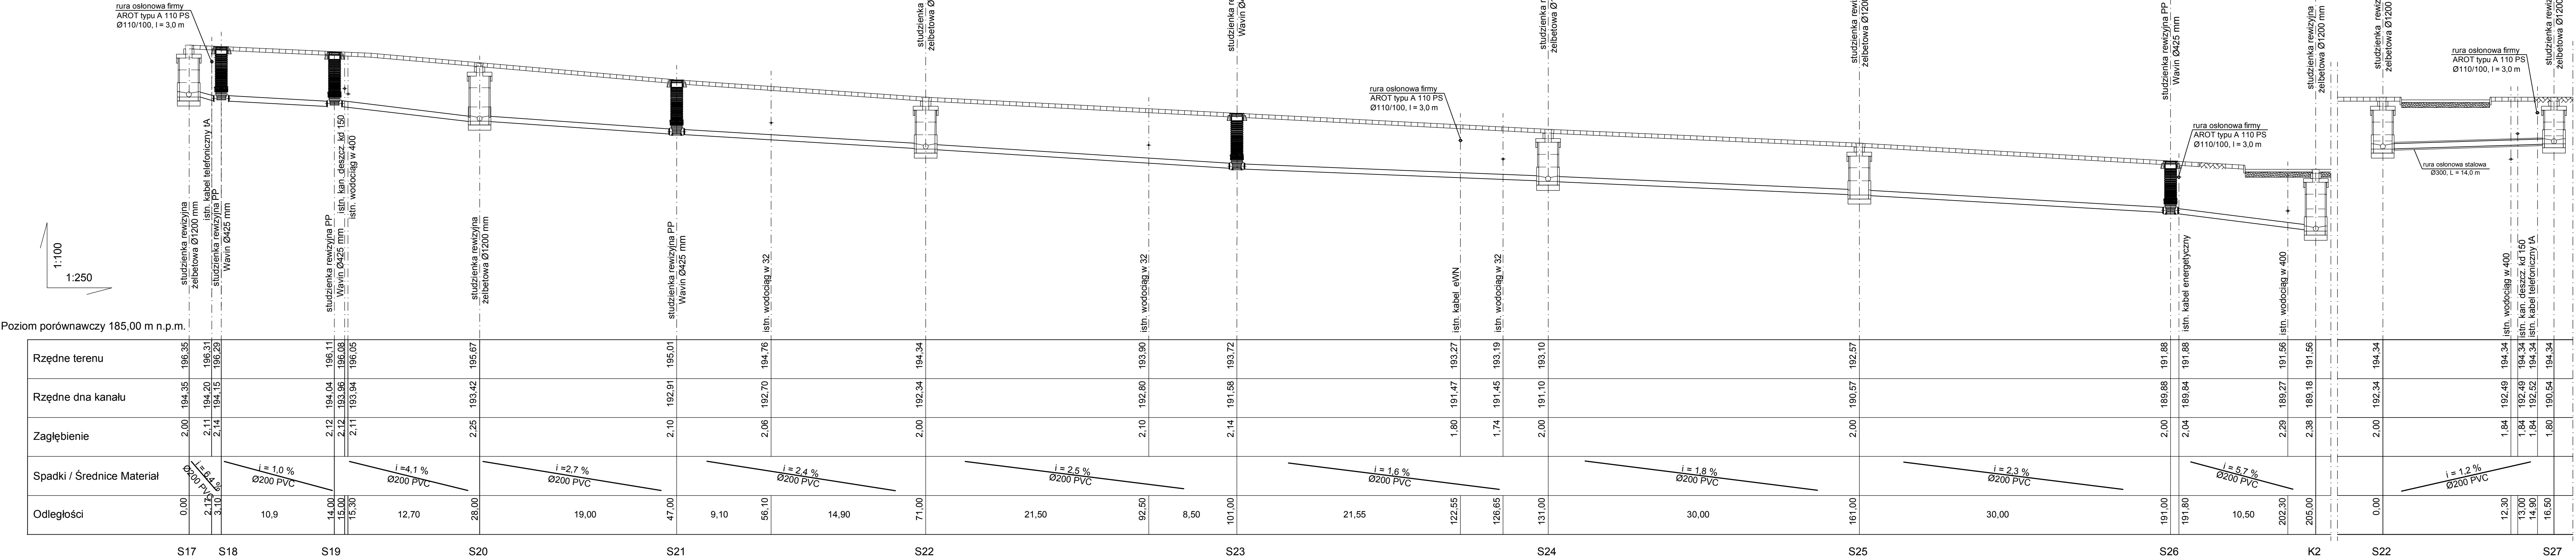 rura osłonowa firmy
AROT typu A 110 PS
Ø110/100, l = 3,0 m
studzienka rewizyjna
żelbetowa Ø1200 mm
istn. kabel telefoniczny tA
studzienka rewizyjna PP
Wavin Ø425 mm
studzienka rewizyjna PP
Wavin Ø425 mm
istn. kan. deszcz. kd 150
istn. wodociąg w 400
studzienka rewizyjna
żelbetowa Ø1200 mm
studzienka rewizyjna PP
Wavin Ø425 mm
istn. wodociąg w 32
studzienka
żelbetowa
istn. wodociąg w 32
studzienka
Wavin
rura osłonowa firmy
AROT typu A 110 PS
Ø110/100, l = 3,0 m
istn. kabel eWN
istn. wodociąg w 32
studzienka
żelbetowa
studzienka
żelbetowa Ø1200
studzienka rewizyjna PP
Wavin Ø425 mm
rura osłonowa firmy
AROT typu A 110 PS
Ø110/100, l = 3,0 m
istn. kabel energetyczny
istn. wodociąg w 400
studzienka rewizyjna
żelbetowa Ø1200 mm
studzienka
żelbetowa Ø1200
rura osłonowa stalowa
Ø300, L = 14,0 m
rura osłonowa firmy
AROT typu A 110 PS
Ø110/100, l = 3,0 m
istn. wodociąg w 400
istn. kan. deszcz. kd 150
istn. kabel telefoniczny tA
studzienka
żelbetowa Ø1200
1:100
1:250
Poziom porównawczy 185,00 m n.p.m.
Rzędne terenu 196,35 196,31 196,29 196,11 196,08 196,05 195,67 195,01 194,76 194,34 193,90 193,72 193,27 193,19 193,10 192,57 191,88 191,88 191,56 191,56 194,34 194,34 194,34 194,34 194,34
Rzędne dna kanału 194,35 194,20 194,15 194,04 193,96 193,94 193,42 192,91 192,70 192,34 192,80 191,58 191,47 191,45 191,10 190,57 189,88 189,84 189,27 189,18 192,34 192,49 192,49 192,52 190,54
Zagłębienie 2,00 2,11 2,14 2,12 2,12 2,11 2,25 2,10 2,06 2,00 2,10 2,14 1,80 1,74 2,00 2,00 2,00 2,04 2,29 2,38 2,00 1,84 1,84 1,84 1,80
Spadki / Średnice Materiał
i = 6,4 %
Ø200 PVC
i = 1,0 %
Ø200 PVC
i =4,1 %
Ø200 PVC
i =2,7 %
Ø200 PVC
i = 2,4 %
Ø200 PVC
i = 2,5 %
Ø200 PVC
i = 1,6 %
Ø200 PVC
i = 1,8 %
Ø200 PVC
i = 2,3 %
Ø200 PVC
i = 5,7 %
Ø200 PVC
i = 1,2 %
Ø200 PVC
Odległości 0,00 2,17 3,10 10,9 14,00 15,00 15,30 12,70 28,00 19,00 47,00 9,10 56,10 14,90 71,00 21,50 92,50 8,50 101,00 21,55 122,55 126,65 131,00 30,00 161,00 30,00 191,00 191,80 10,50 202,30 205,00 0,00 12,30 13,00 14,90 16,50
S17 S18 S19 S20 S21 S22 S23 S24 S25 S26 K2 S22 S27